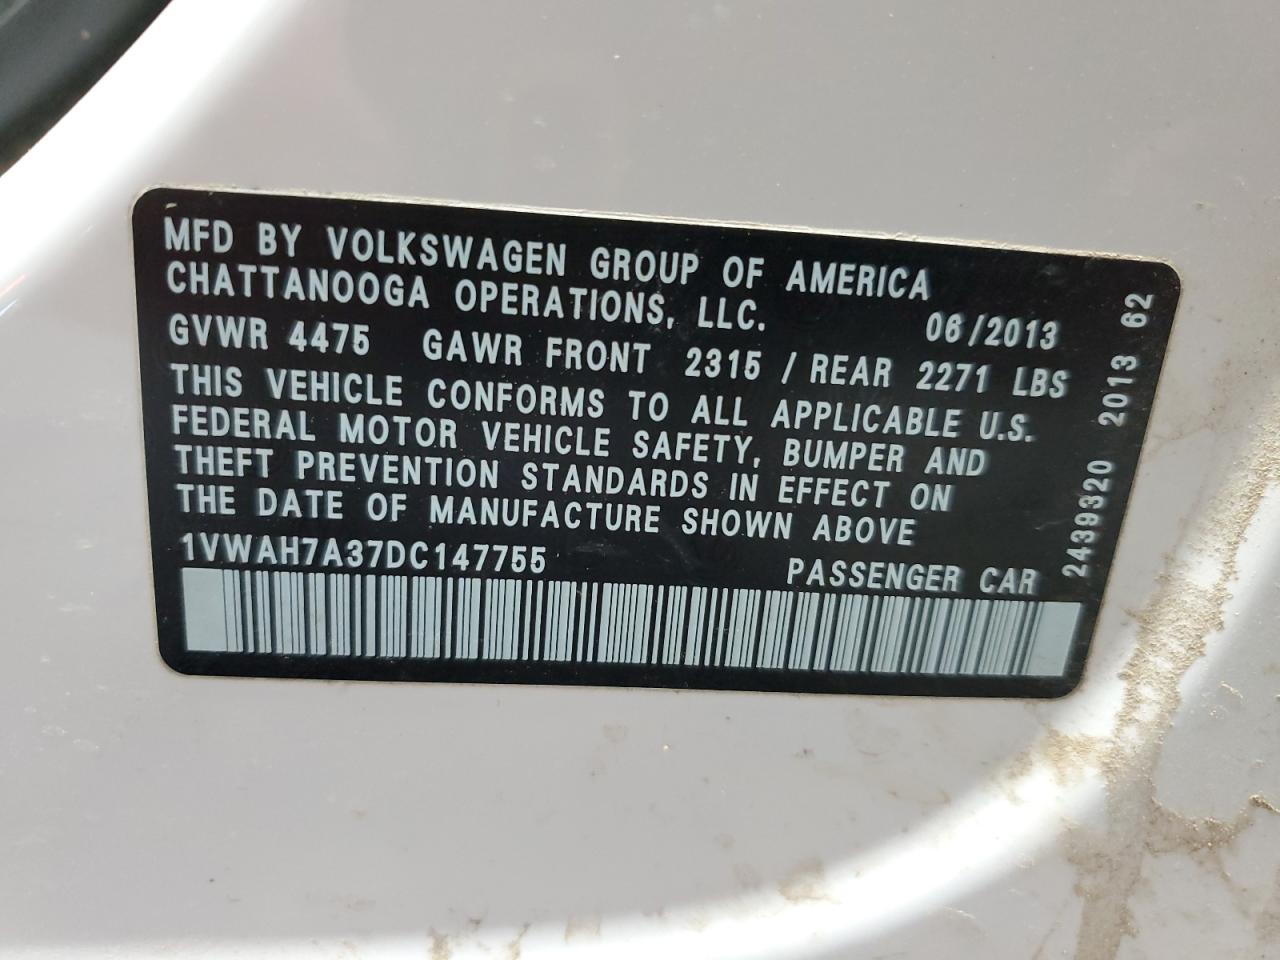 MFD BY VOLKSWAGEN GROUP OF AMERICA
CHATTANOOGA OPERATIONS, LLC. 06/2013
GVWR 4475 GAWR FRONT 2315 / REAR 2271 LBS
THIS VEHICLE CONFORMS TO ALL APPLICABLE U.S.
FEDERAL MOTOR VEHICLE SAFETY, BUMPER AND
THEFT PREVENTION STANDARDS IN EFFECT ON
THE DATE OF MANUFACTURE SHOWN ABOVE
1VWAH7A37DC147755 PASSENGER CAR
2439320 2013 62